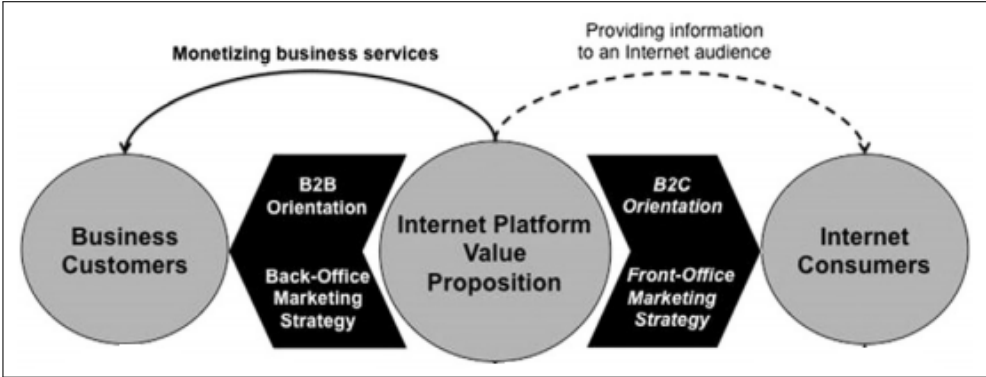 Monetizing business services
Providing information
to an Internet audience
Business
Customers
B2B
Orientation
Back-Office
Marketing
Strategy
Internet Platform
Value
Proposition
B2C
Orientation
Front-Office
Marketing
Strategy
Internet
Consumers